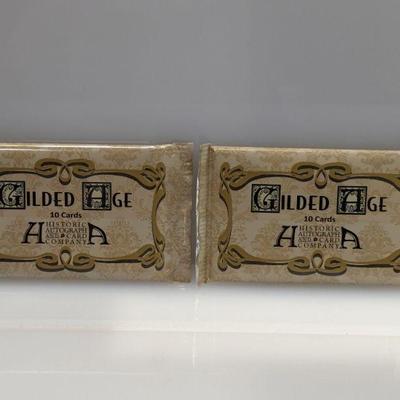 GILDED AGE
10 Cards
HISTORIC
AUTOGRAPH
AND CARD
COMPANY
H A
GILDED AGE
10 Cards
HISTORIC
AUTOGRAPH
AND CARD
COMPANY
H A